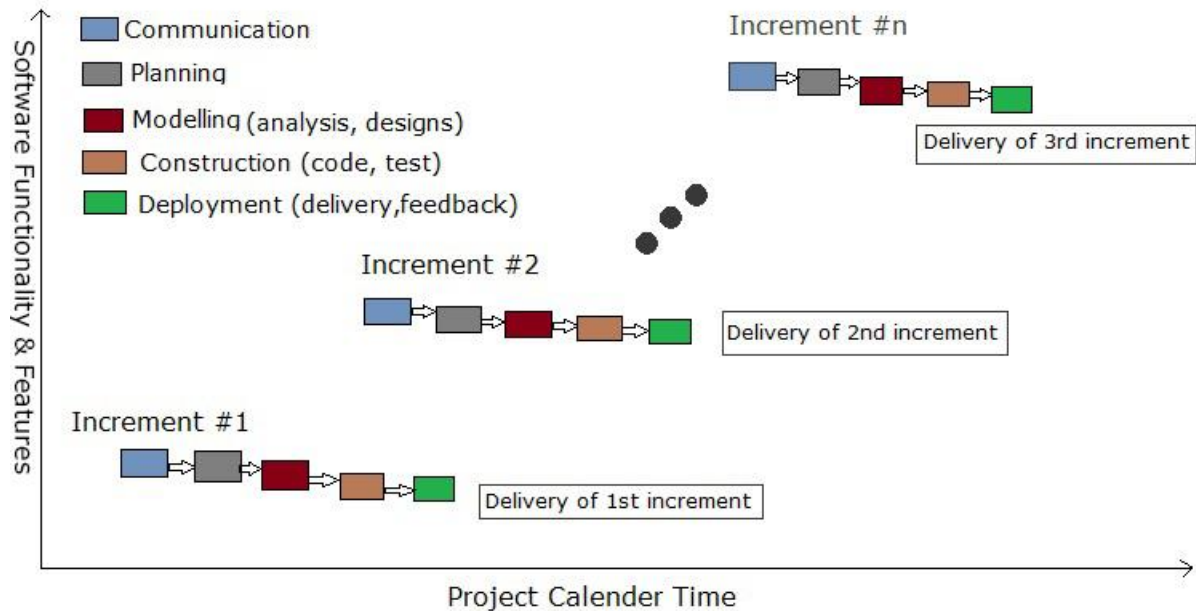 Software Functionality & Features
Communication
Planning
Modelling (analysis, designs)
Construction (code, test)
Deployment (delivery,feedback)
Increment #n
Delivery of 3rd increment
Increment #2
Delivery of 2nd increment
Increment #1
Delivery of 1st increment
Project Calender Time